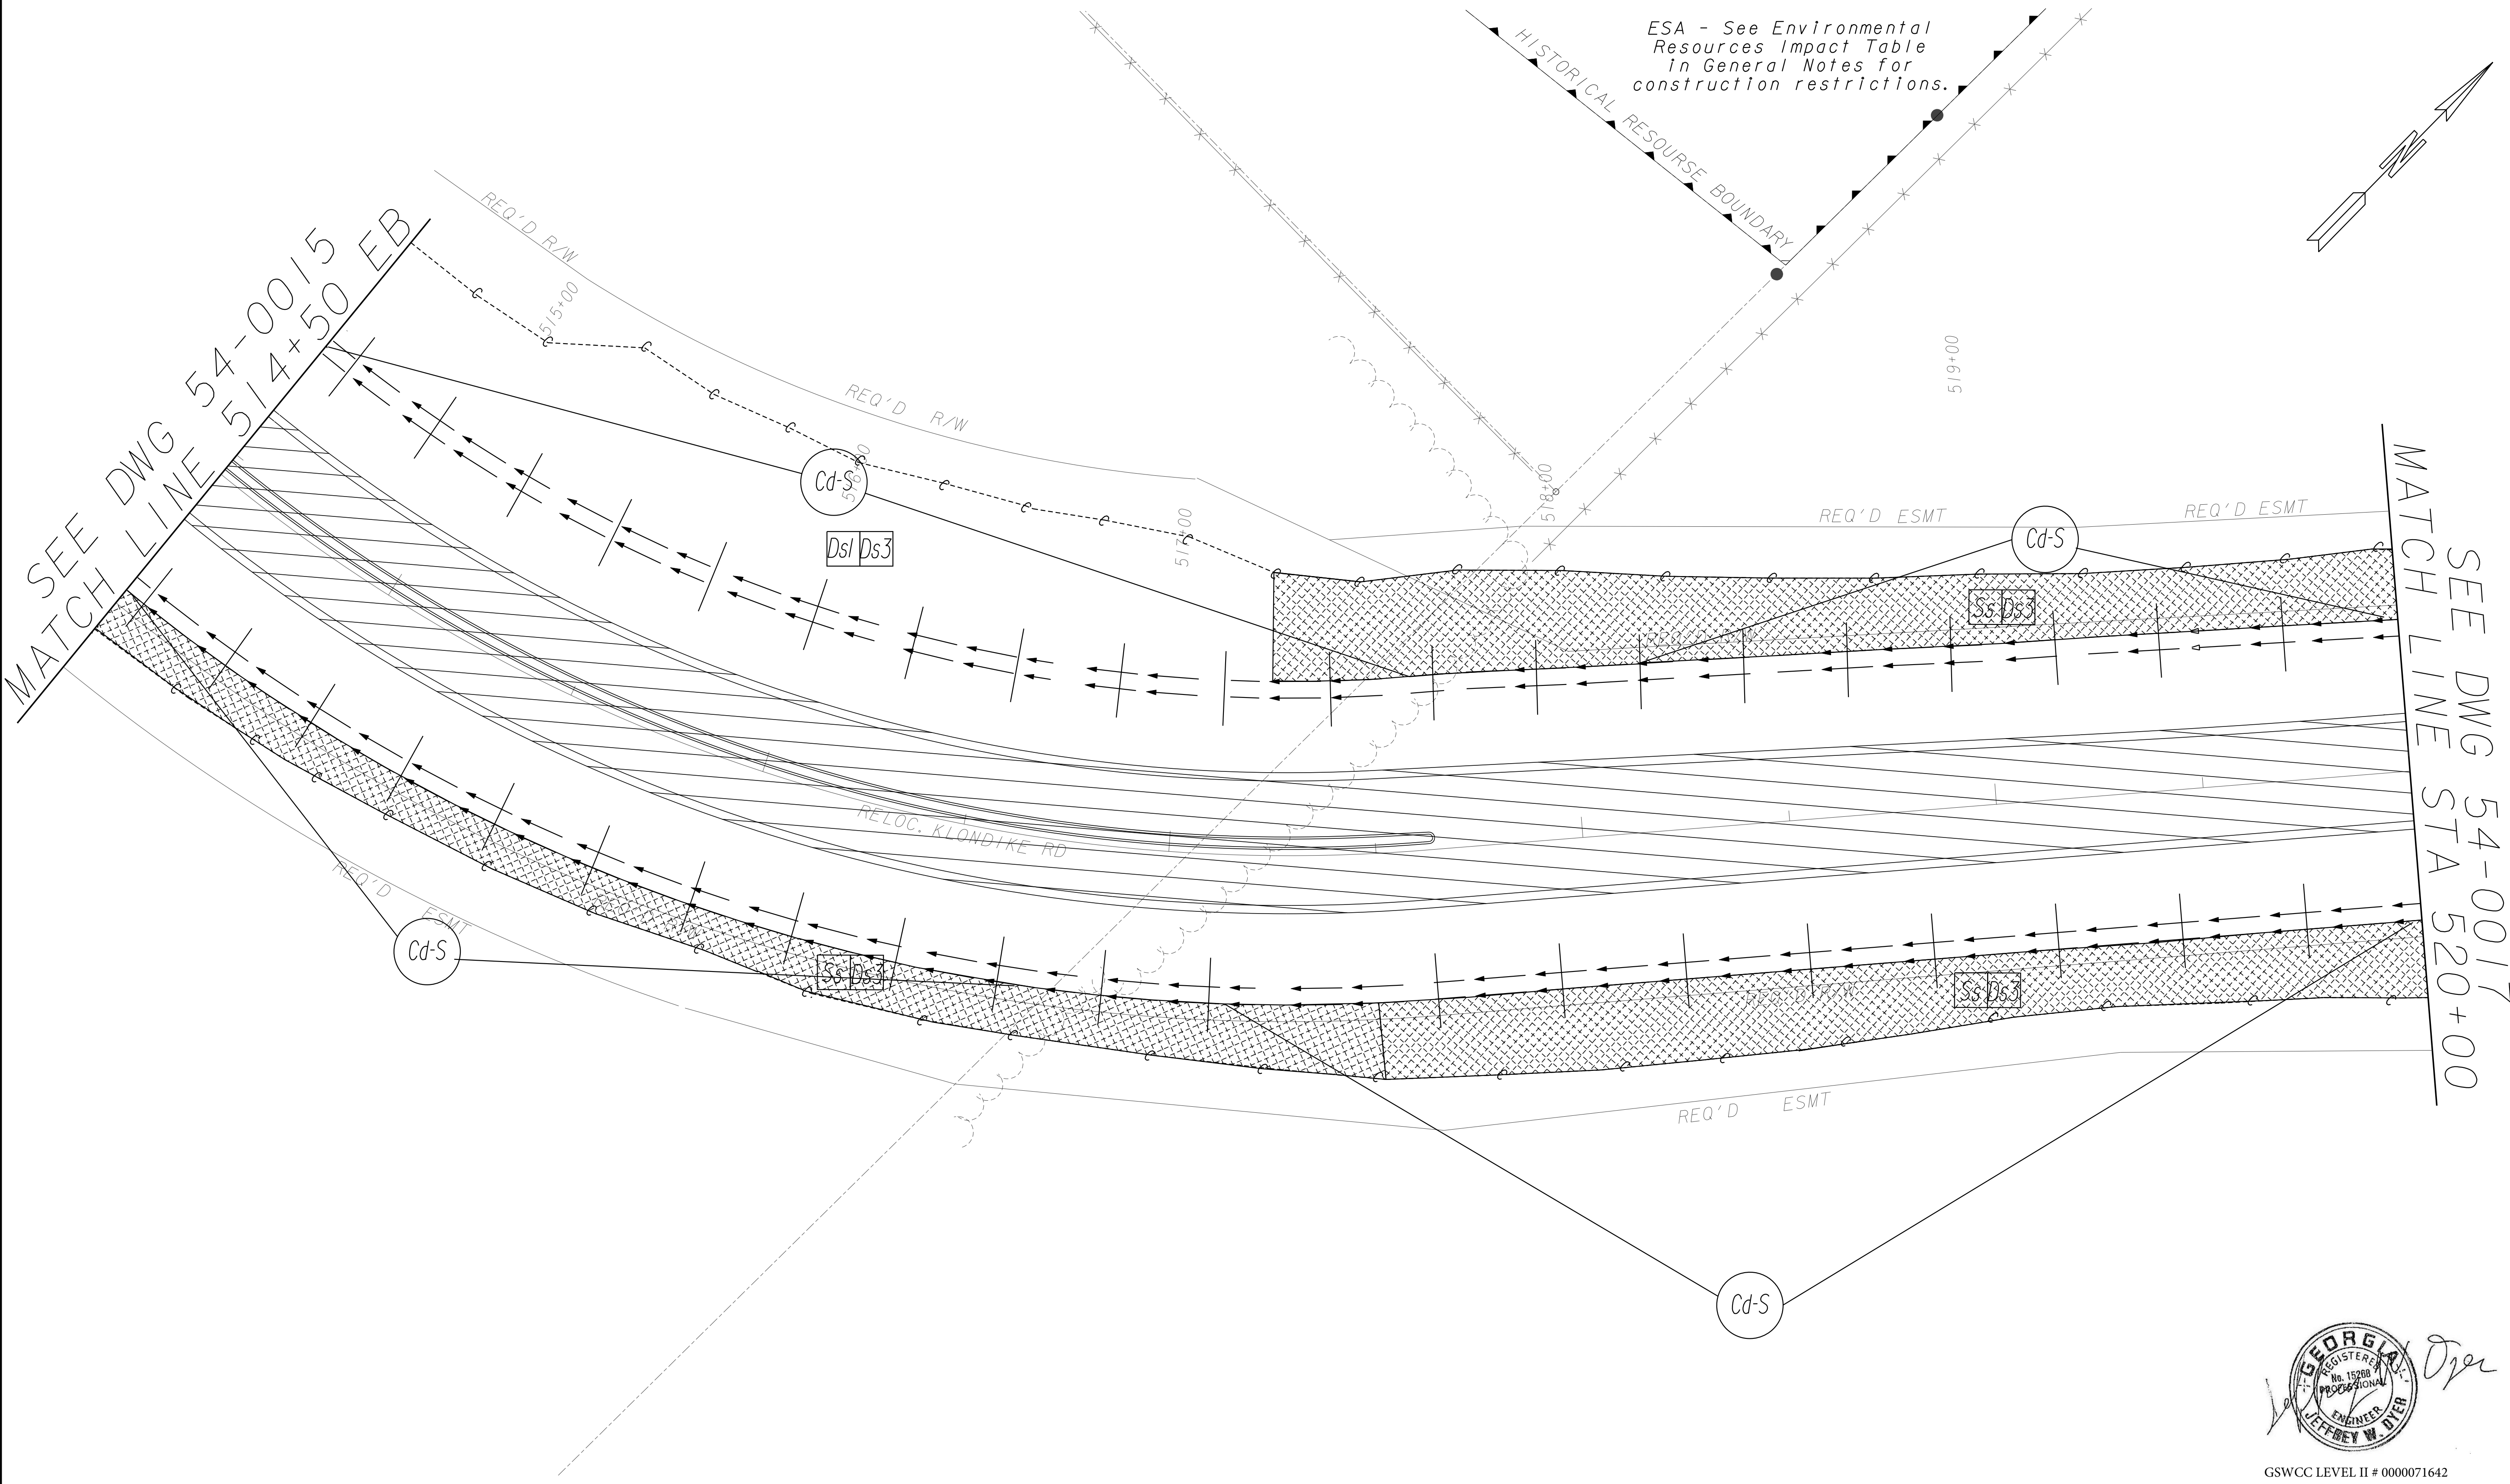 ESA - See Environmental
Resources Impact Table
in General Notes for
construction restrictions.
HISTORICAL RESOURSE BOUNDARY
N
SEE DWG 54-0015
MATCH LINE 514+50 EB
REQ'D R/W
515+00
REQ'D R/W
516+00
517+00
518+00
519+00
Cd-S
Ds1 Ds3
REQ'D ESMT
REQ'D ESMT
Cd-S
Ss Ds3
SEE DWG 54-0017
MATCH LINE STA 520+00
RELOC. KLONDIKE RD
REQ'D ESMT
Cd-S
Ss Ds3
Ss Ds3
REQ'D R/W
REQ'D ESMT
Cd-S
GEORGIA
REGISTERED
No. 15268
PROFESSIONAL
ENGINEER
JEFFREY W. DYER
GSWCC LEVEL II # 0000071642